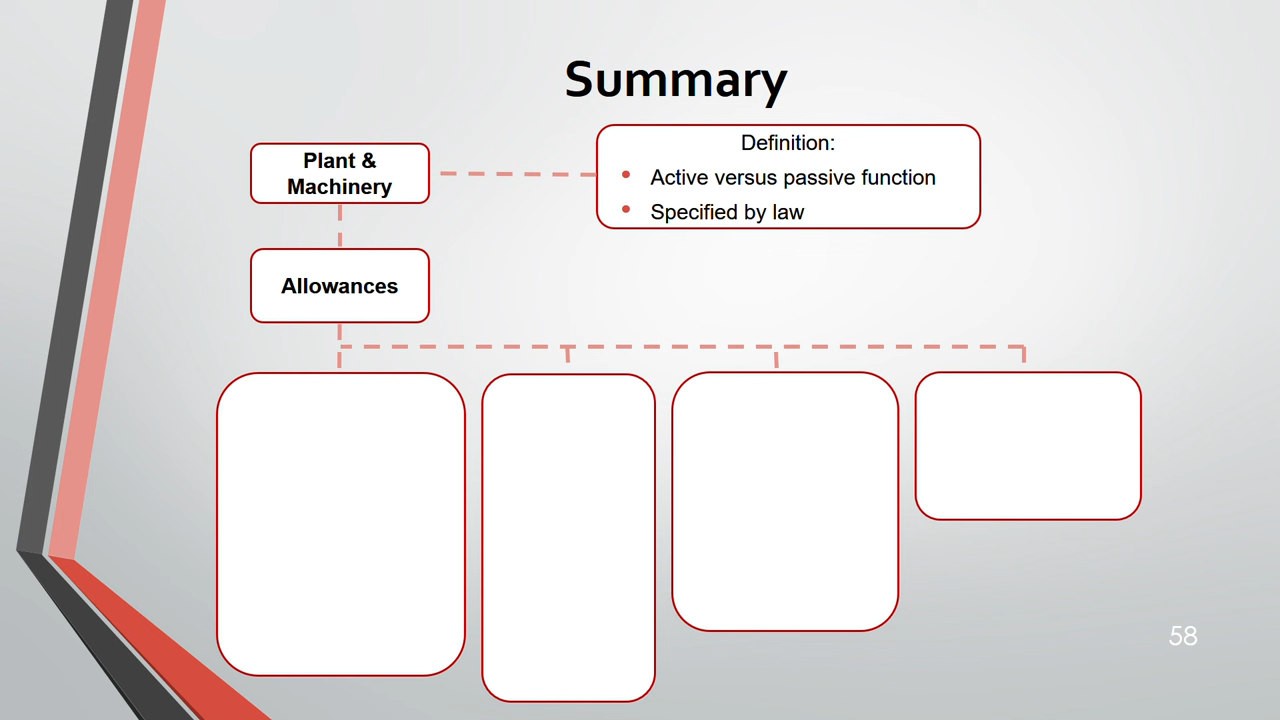 Summary
Plant &
Machinery
Definition:
• Active versus passive function
• Specified by law
Allowances
58